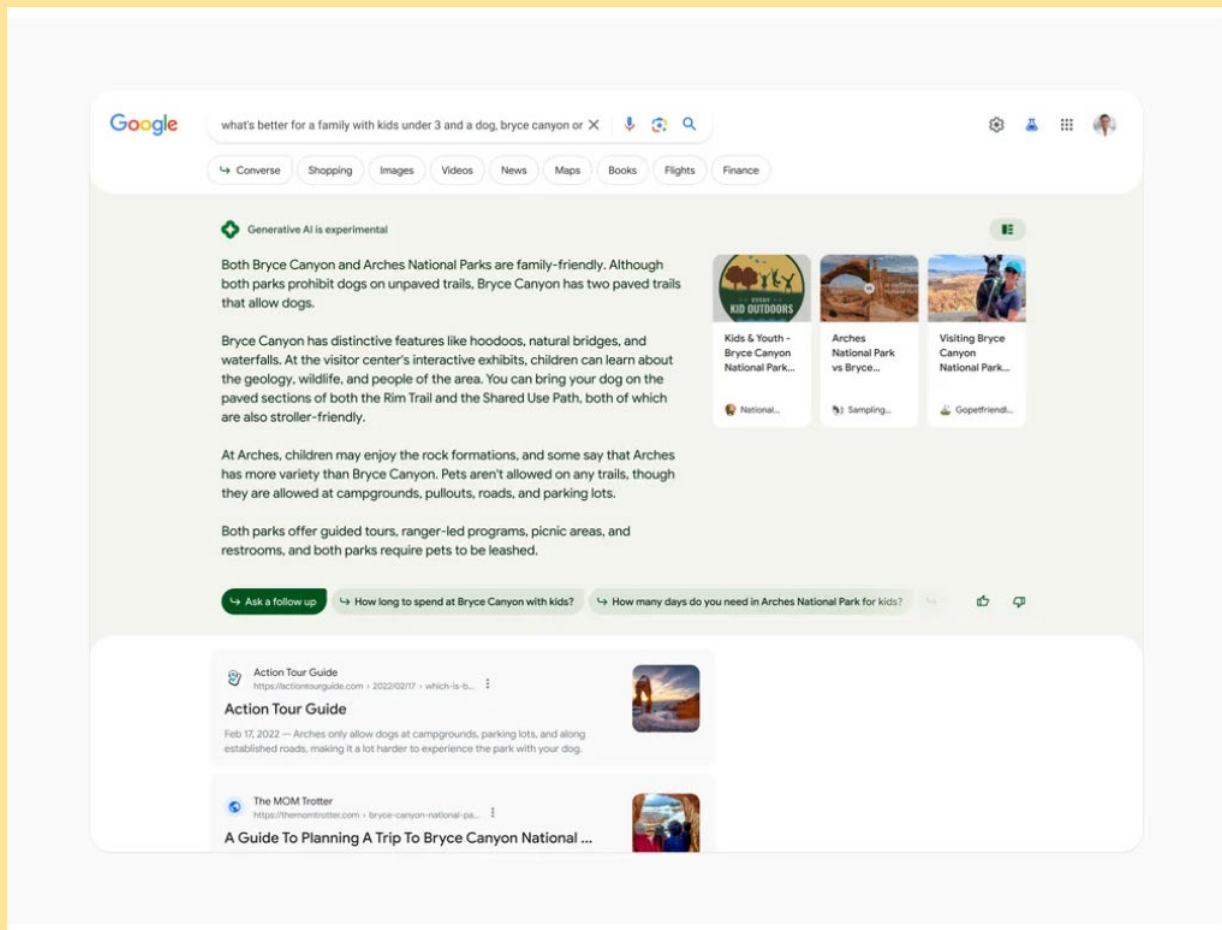 Google
what's better for a family with kids under 3 and a dog, bryce canyon or
Converse
Shopping
Images
Videos
News
Maps
Books
Flights
Finance
Generative AI is experimental
Both Bryce Canyon and Arches National Parks are family-friendly. Although
both parks prohibit dogs on unpaved trails, Bryce Canyon has two paved trails
that allow dogs.
Bryce Canyon has distinctive features like hoodoos, natural bridges, and
waterfalls. At the visitor center's interactive exhibits, children can learn about
the geology, wildlife, and people of the area. You can bring your dog on the
paved sections of both the Rim Trail and the Shared Use Path, both of which
are also stroller-friendly.
At Arches, children may enjoy the rock formations, and some say that Arches
has more variety than Bryce Canyon. Pets aren't allowed on any trails, though
they are allowed at campgrounds, pullouts, roads, and parking lots.
Both parks offer guided tours, ranger-led programs, picnic areas, and
restrooms, and both parks require pets to be leashed.
EVERY
KID OUTDOORS
Kids & Youth -
Bryce Canyon
National Park...
National...
VS
Arches
National Park
vs Bryce...
Sampling...
Visiting Bryce
Canyon
National Park...
Gopetfriendl...
Ask a follow up
How long to spend at Bryce Canyon with kids?
How many days do you need in Arches National Park for kids?
Action Tour Guide
https://actiontourguide.com › 2022/02/17 › which-is-b...
Action Tour Guide
Feb 17, 2022 — Arches only allow dogs at campgrounds, parking lots, and along
established roads, making it a lot harder to experience the park with your dog.
The MOM Trotter
https://themomtrotter.com › bryce-canyon-national-pa...
A Guide To Planning A Trip To Bryce Canyon National ...